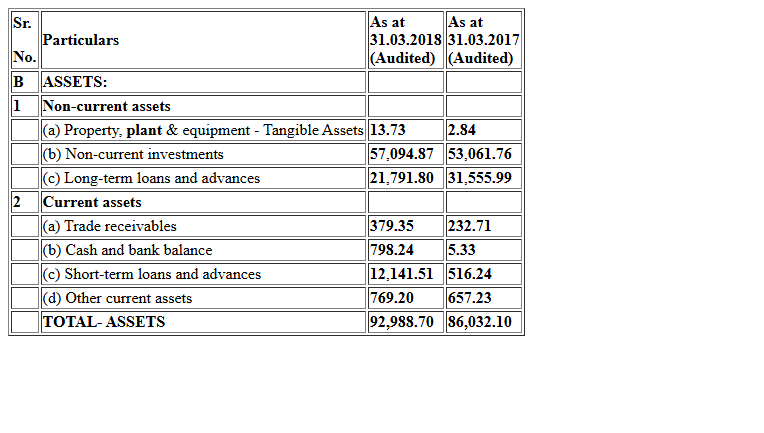 Sr. No. Particulars As at 31.03.2018 (Audited) As at 31.03.2017 (Audited)
B ASSETS:
1 Non-current assets
(a) Property, plant & equipment - Tangible Assets 13.73 2.84
(b) Non-current investments 57,094.87 53,061.76
(c) Long-term loans and advances 21,791.80 31,555.99
2 Current assets
(a) Trade receivables 379.35 232.71
(b) Cash and bank balance 798.24 5.33
(c) Short-term loans and advances 12,141.51 516.24
(d) Other current assets 769.20 657.23
TOTAL- ASSETS 92,988.70 86,032.10